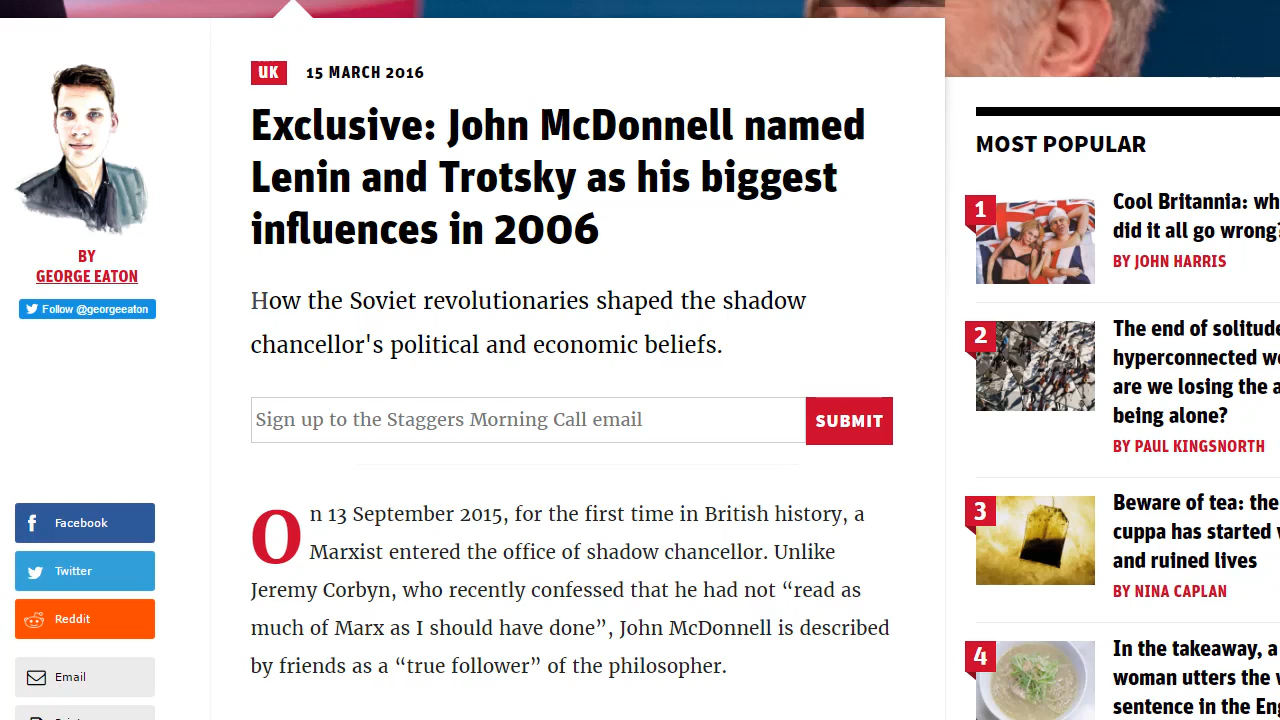 UK 15 MARCH 2016
Exclusive: John McDonnell named
Lenin and Trotsky as his biggest
influences in 2006
How the Soviet revolutionaries shaped the shadow
chancellor's political and economic beliefs.
Sign up to the Staggers Morning Call email SUBMIT
On 13 September 2015, for the first time in British history, a
Marxist entered the office of shadow chancellor. Unlike
Jeremy Corbyn, who recently confessed that he had not “read as
much of Marx as I should have done”, John McDonnell is described
by friends as a “true follower” of the philosopher.
BY
GEORGE EATON
Follow @georgeeaton
Facebook
Twitter
Reddit
Email
MOST POPULAR
1
Cool Britannia: wh
did it all go wrong?
BY JOHN HARRIS
2
The end of solitude
hyperconnected wo
are we losing the a
being alone?
BY PAUL KINGSNORTH
3
Beware of tea: the
cuppa has started
and ruined lives
BY NINA CAPLAN
4
In the takeaway, a
woman utters the
sentence in the Eng